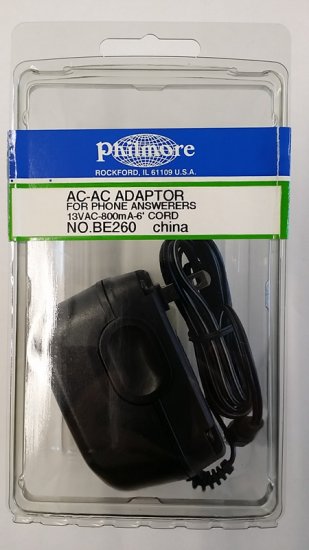 Philmore
ROCKFORD, IL 61109 U.S.A.
AC-AC ADAPTOR
FOR PHONE ANSWERERS
13VAC-800mA-6' CORD
NO.BE260 china